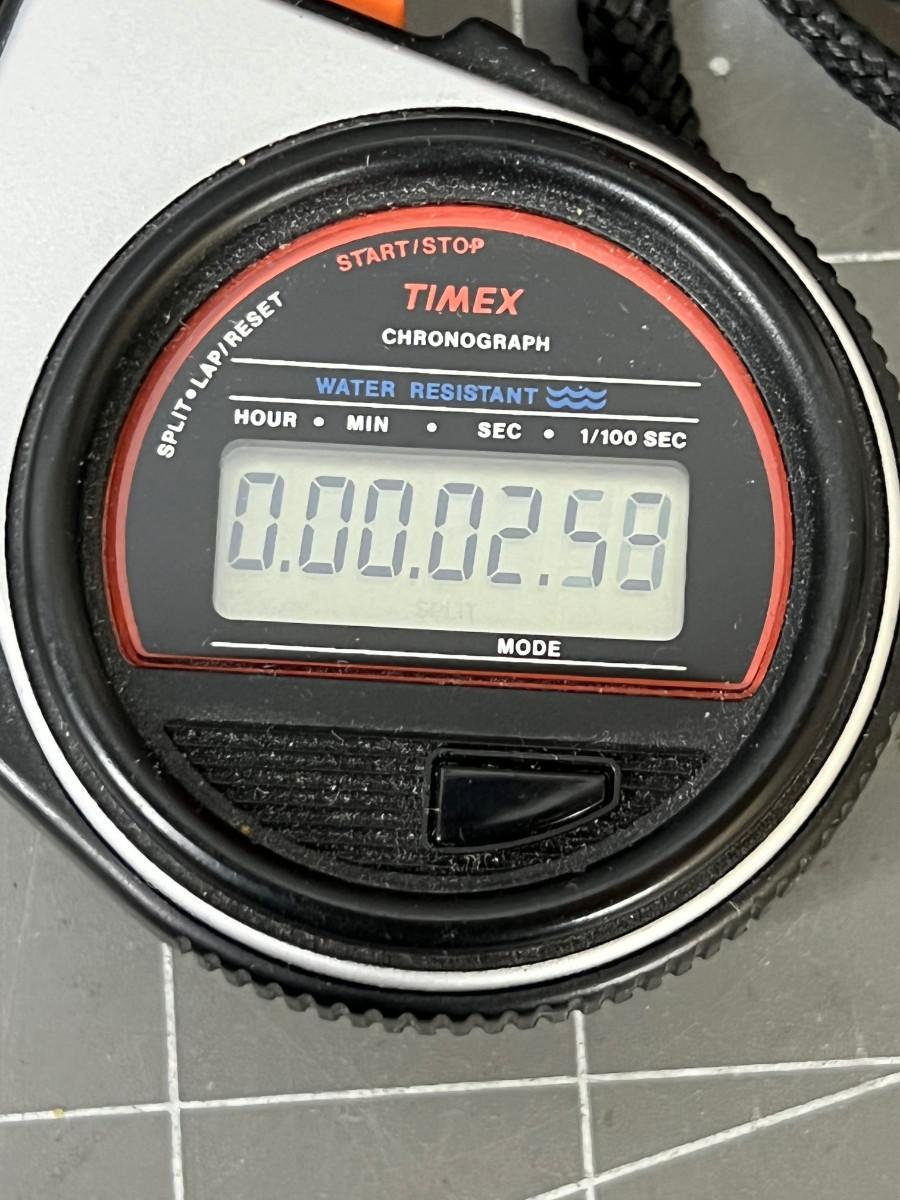 START/STOP
SPLIT•LAP/RESET
TIMEX
CHRONOGRAPH
WATER RESISTANT
HOUR • MIN • SEC • 1/100 SEC
0.00.02.58
SPLIT
MODE